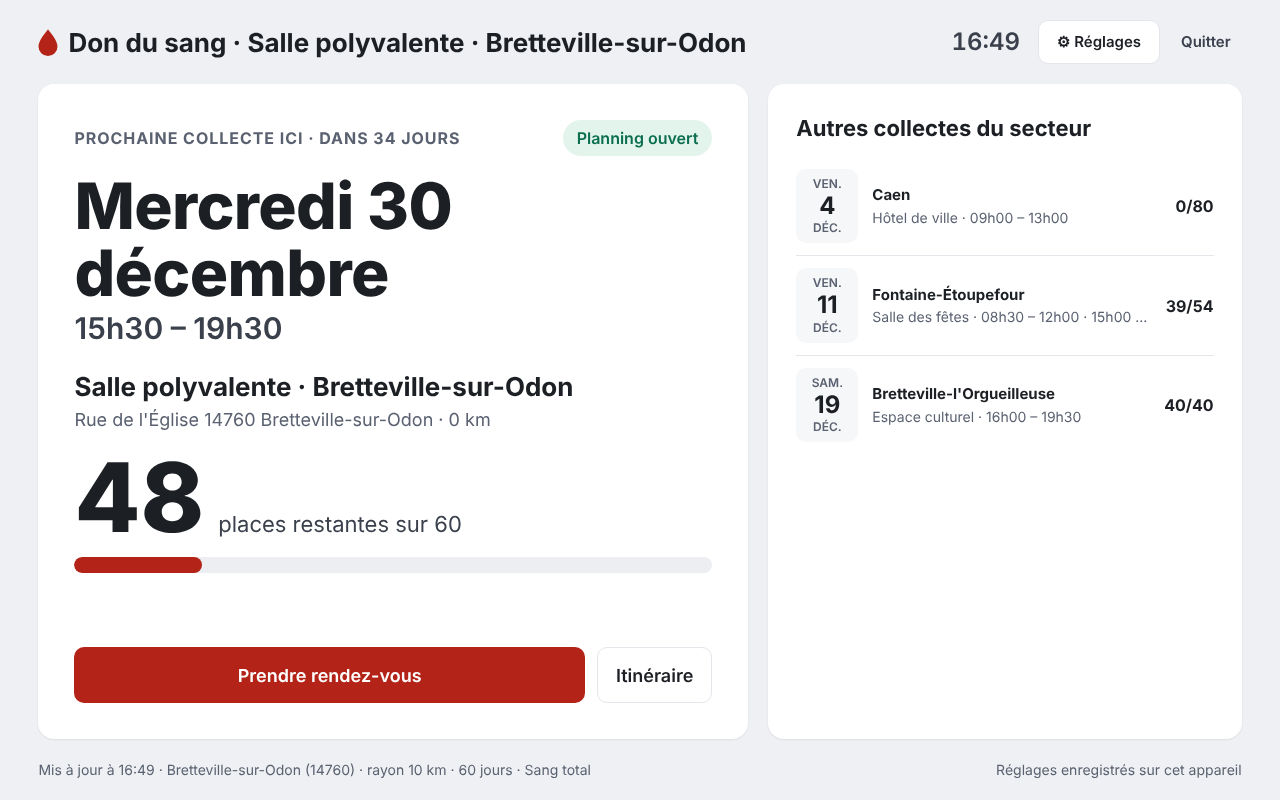 Don du sang · Salle polyvalente · Bretteville-sur-Odon
16:49
⚙ Réglages
Quitter
PROCHAINE COLLECTE ICI · DANS 34 JOURS
Planning ouvert
Mercredi 30
décembre
15h30 – 19h30
Salle polyvalente · Bretteville-sur-Odon
Rue de l'Église 14760 Bretteville-sur-Odon · 0 km
48 places restantes sur 60
Prendre rendez-vous
Itinéraire
Autres collectes du secteur
VEN.
4
DÉC.
Caen
Hôtel de ville · 09h00 – 13h00
0/80
VEN.
11
DÉC.
Fontaine-Étoupefour
Salle des fêtes · 08h30 – 12h00 · 15h00 ...
39/54
SAM.
19
DÉC.
Bretteville-l'Orgueilleuse
Espace culturel · 16h00 – 19h30
40/40
Mis à jour à 16:49 · Bretteville-sur-Odon (14760) · rayon 10 km · 60 jours · Sang total
Réglages enregistrés sur cet appareil